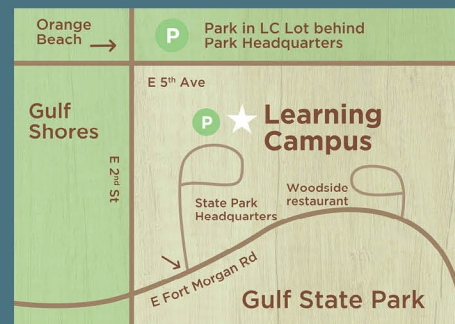 Orange
Beach
P
Park in LC Lot behind
Park Headquarters
E 5th Ave
Gulf
Shores
P
Learning
Campus
E 2nd St
State Park
Headquarters
Woodside
restaurant
E Fort Morgan Rd
Gulf State Park